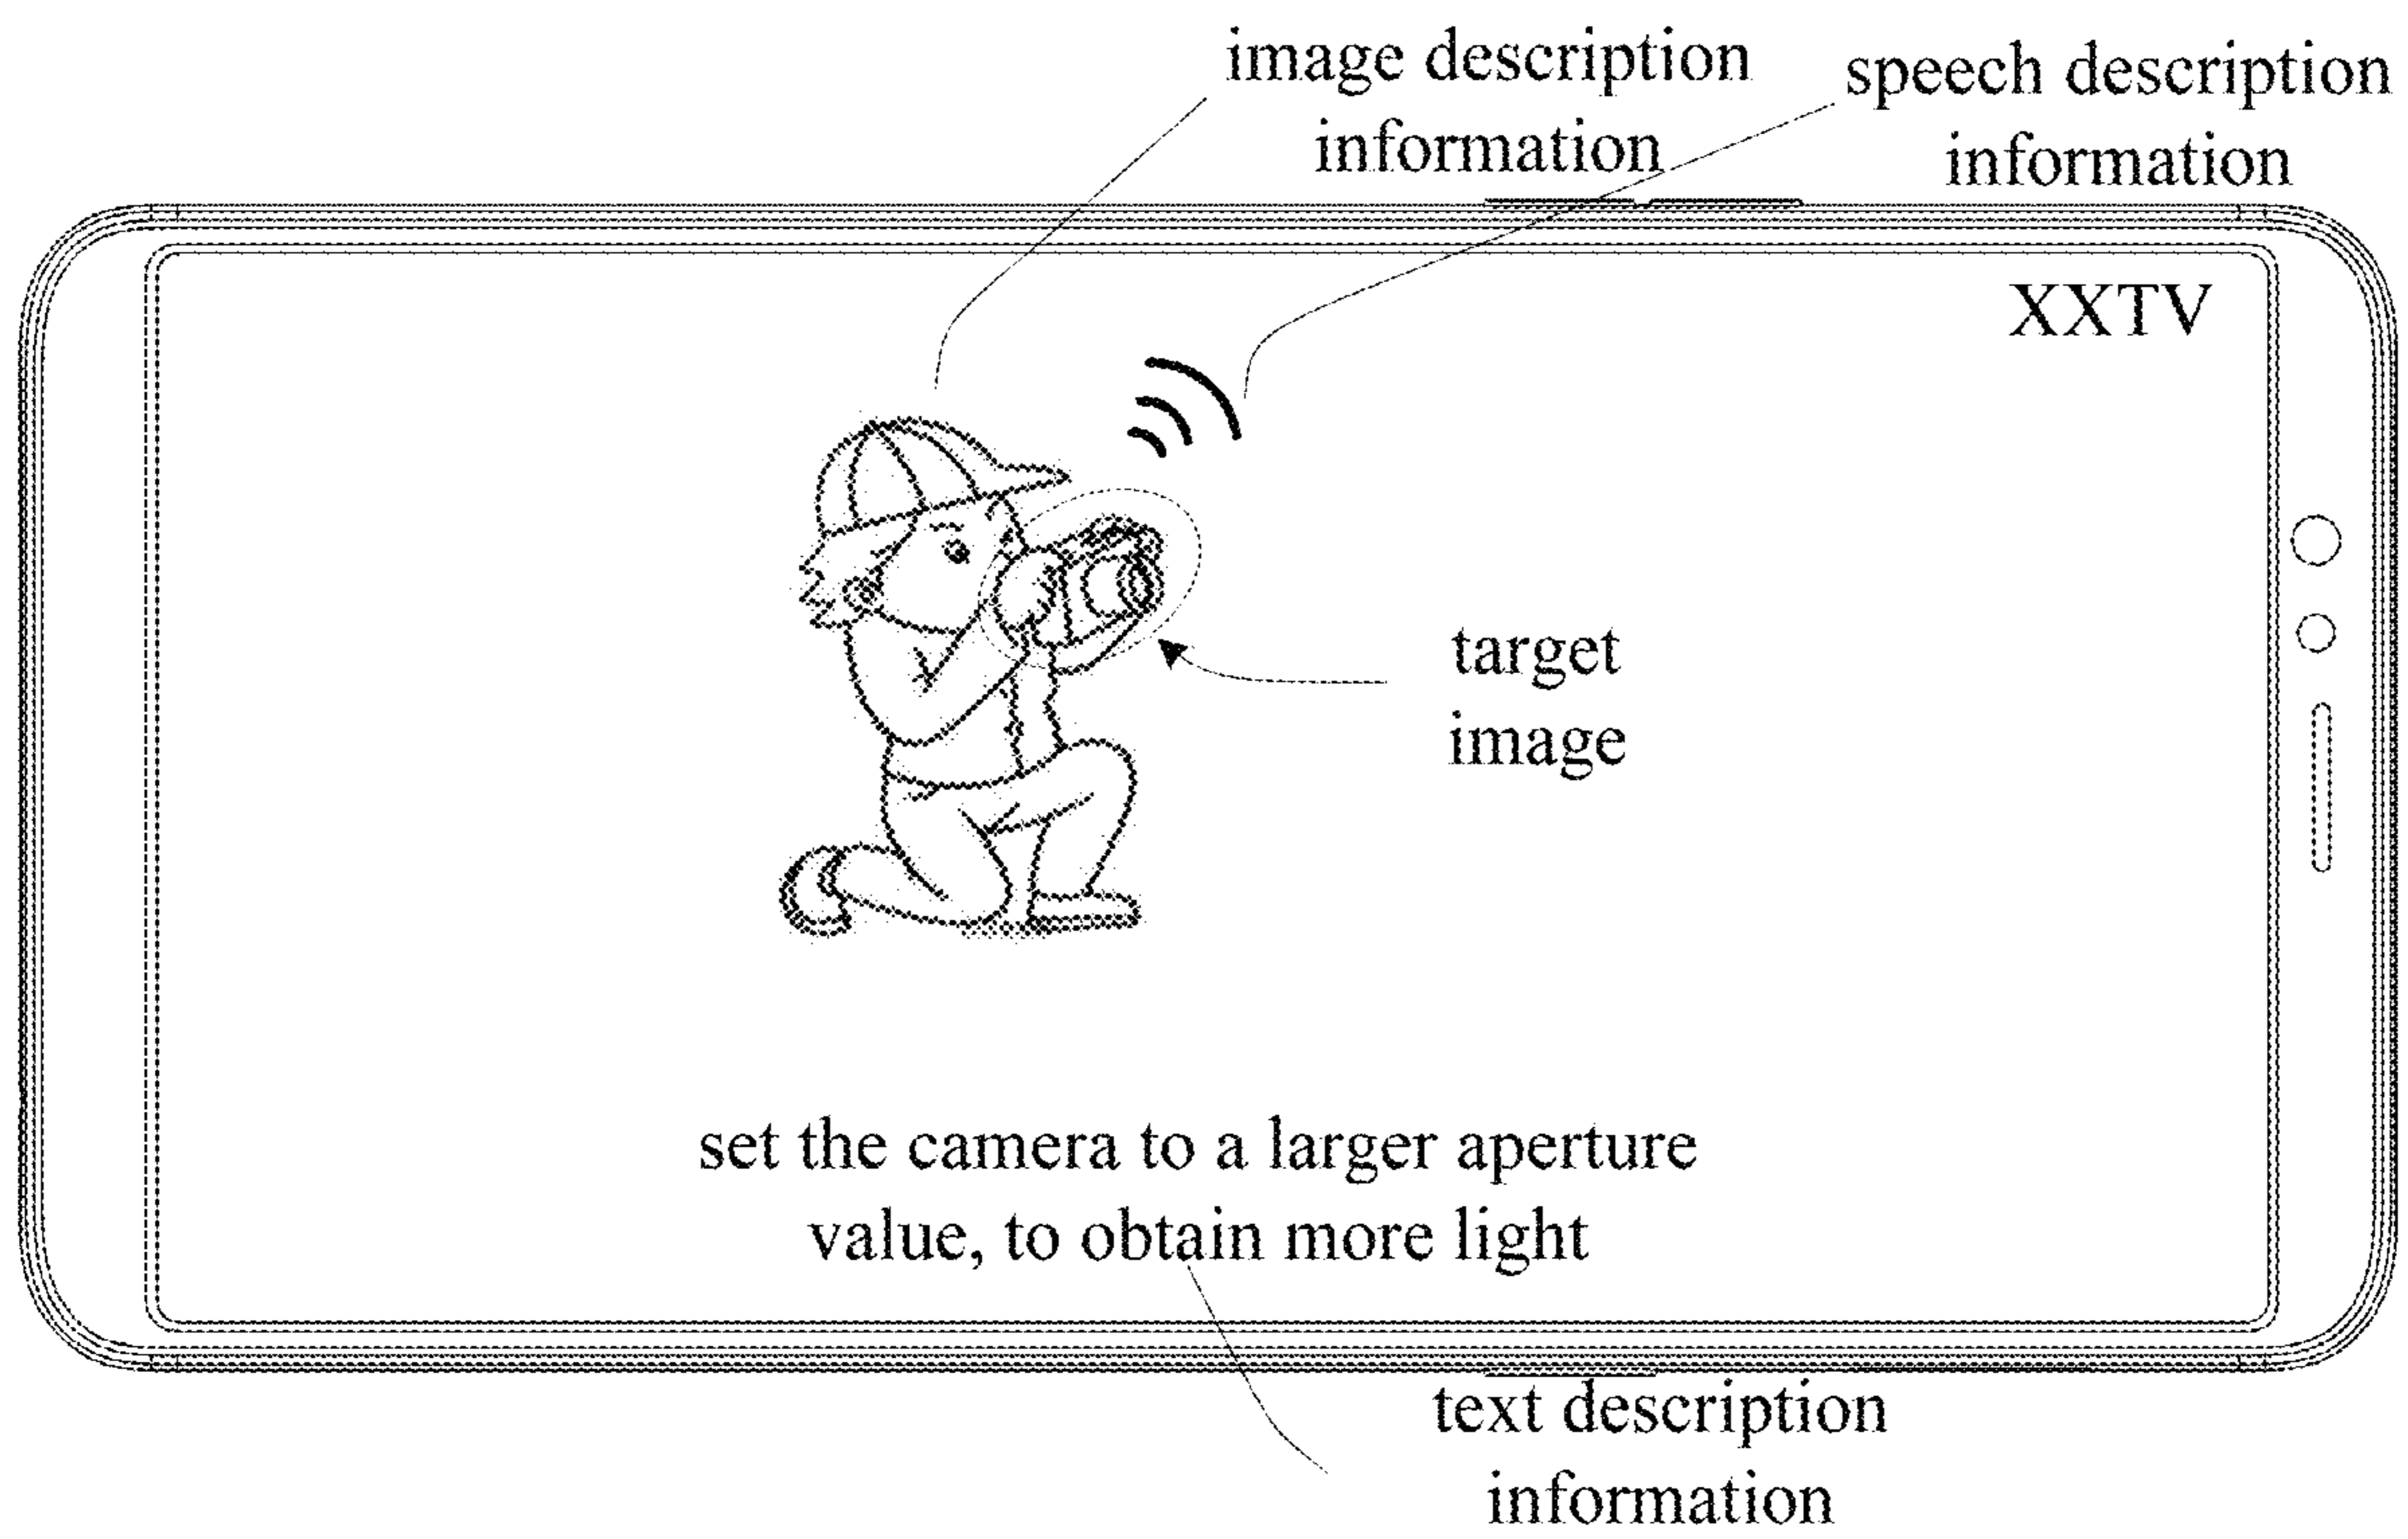 image description
information
speech description
information
XXTV
target
image
set the camera to a larger aperture
value, to obtain more light
text description
information